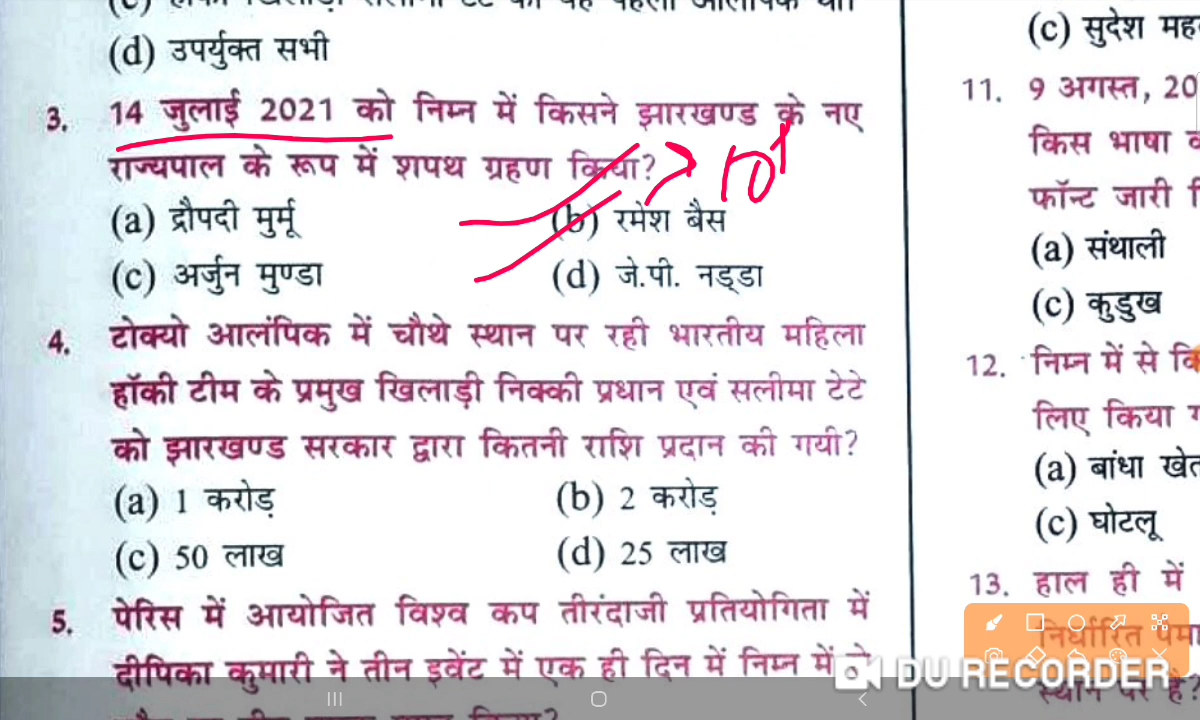 (d) उपर्युक्त सभी
3. 14 जुलाई 2021 को निम्न में किसने झारखण्ड के नए
राज्यपाल के रूप में शपथ ग्रहण किया?
(a) द्रौपदी मुर्मू (b) रमेश बैस
(c) अर्जुन मुण्डा (d) जे.पी. नड्डा
4. टोक्यो आलंपिक में चौथे स्थान पर रही भारतीय महिला
हॉकी टीम के प्रमुख खिलाड़ी निक्की प्रधान एवं सलीमा टेटे
को झारखण्ड सरकार द्वारा कितनी राशि प्रदान की गयी?
(a) 1 करोड़ (b) 2 करोड़
(c) 50 लाख (d) 25 लाख
5. पेरिस में आयोजित विश्व कप तीरंदाजी प्रतियोगिता में
दीपिका कुमारी ने तीन इवेंट में एक ही दिन में निम्न में
(c) सुदेश
11. 9 अगस्त, 20
किस भाषा
फॉन्ट जारी
(a) संथाली
(c) कुडुख
12. निम्न में से
लिए किया
(a) बांधा
(c) घोटलू
13. हाल ही में
निर्धारित
स्थान पर है?
DU RECORDER
10th